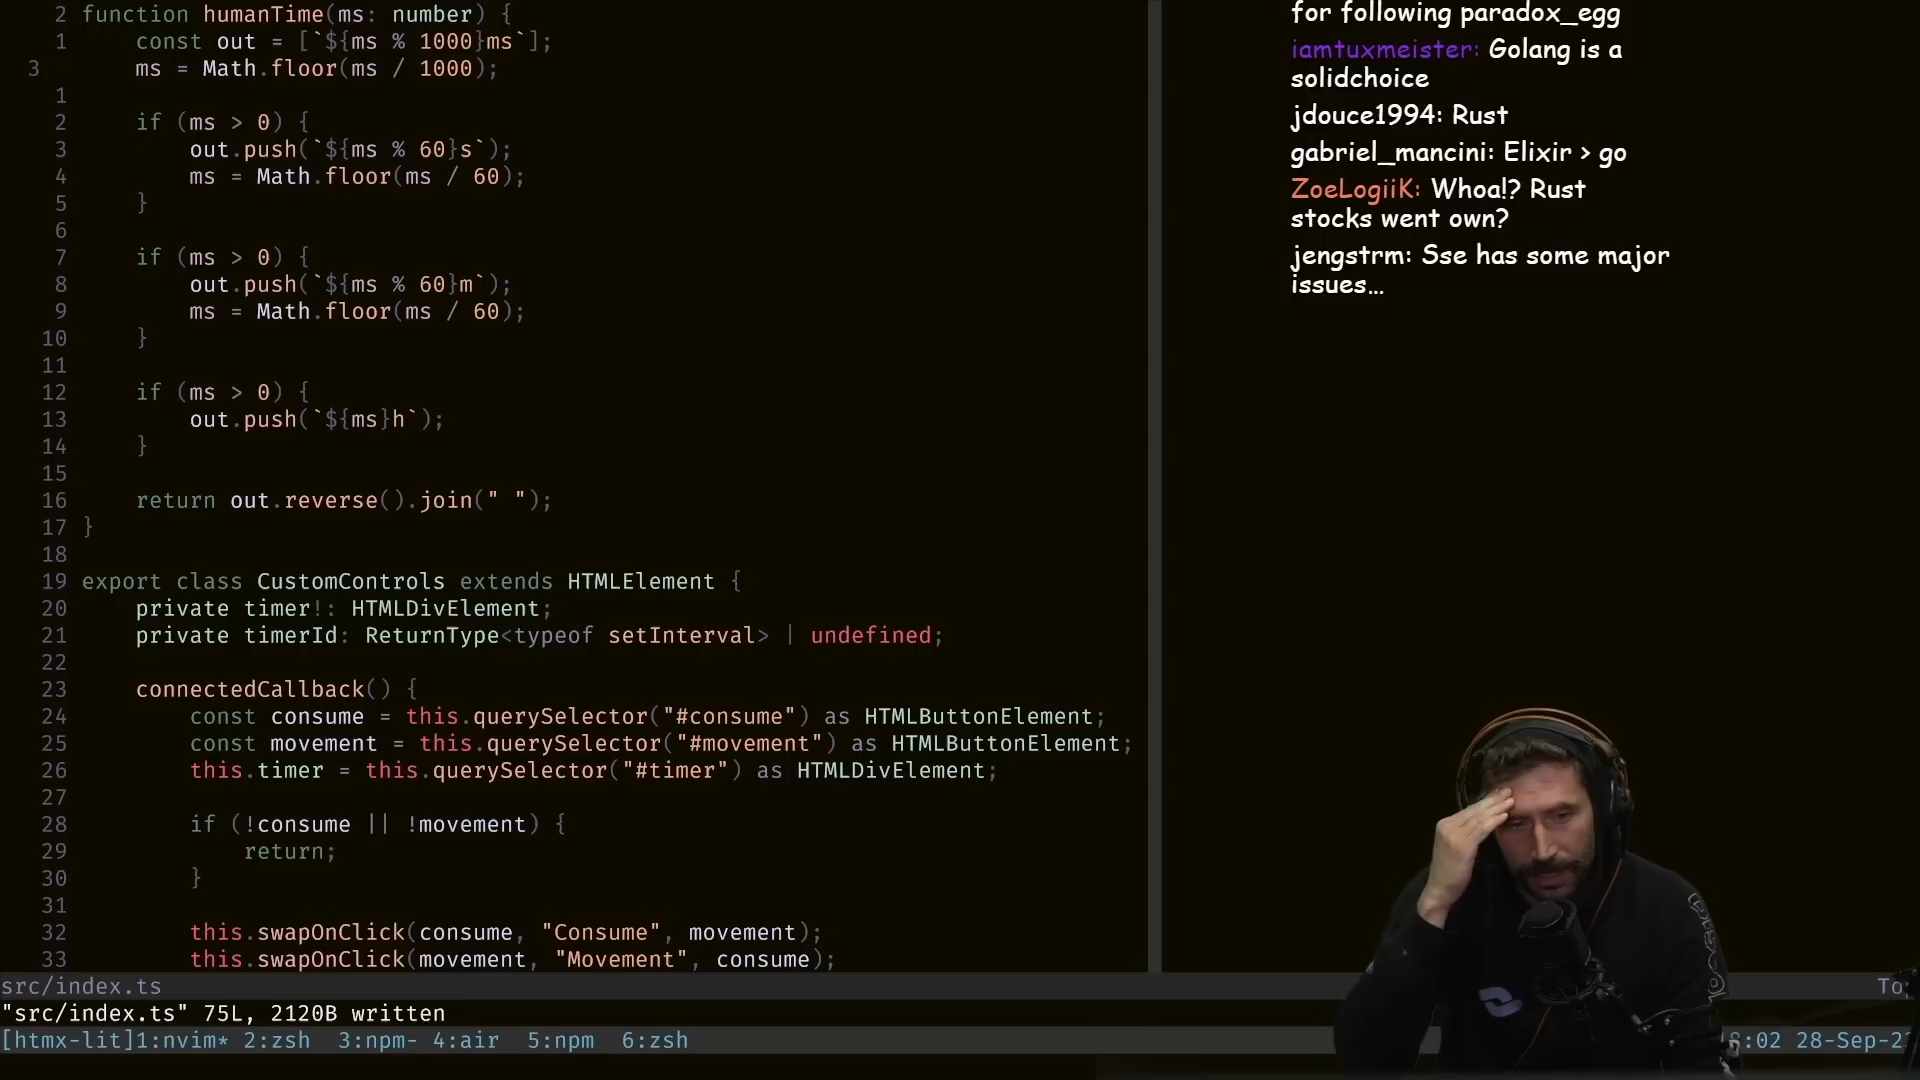 2 function humanTime(ms: number) {
1 const out = [`${ms % 1000}ms`];
3 ms = Math.floor(ms / 1000);
1
2 if (ms > 0) {
3 out.push(`${ms % 60}s`);
4 ms = Math.floor(ms / 60);
5 }
6
7 if (ms > 0) {
8 out.push(`${ms % 60}m`);
9 ms = Math.floor(ms / 60);
10 }
11
12 if (ms > 0) {
13 out.push(`${ms}h`);
14 }
15
16 return out.reverse().join(" ");
17 }
18
19 export class CustomControls extends HTMLElement {
20 private timer!: HTMLDivElement;
21 private timerId: ReturnType<typeof setInterval> | undefined;
22
23 connectedCallback() {
24 const consume = this.querySelector("#consume") as HTMLButtonElement;
25 const movement = this.querySelector("#movement") as HTMLButtonElement;
26 this.timer = this.querySelector("#timer") as HTMLDivElement;
27
28 if (!consume || !movement) {
29 return;
30 }
31
32 this.swapOnClick(consume, "Consume", movement);
33 this.swapOnClick(movement, "Movement", consume);
src/index.ts
"src/index.ts" 75L, 2120B written
[htmx-lit]1:nvim* 2:zsh 3:npm- 4:air 5:npm 6:zsh
for following paradox_egg
iamtuxmeister: Golang is a
solidchoice
jdouce1994: Rust
gabriel_mancini: Elixir > go
ZoeLogiiK: Whoa!? Rust
stocks went own?
jengstrm: Sse has some major
issues...
:02 28-Sep-2